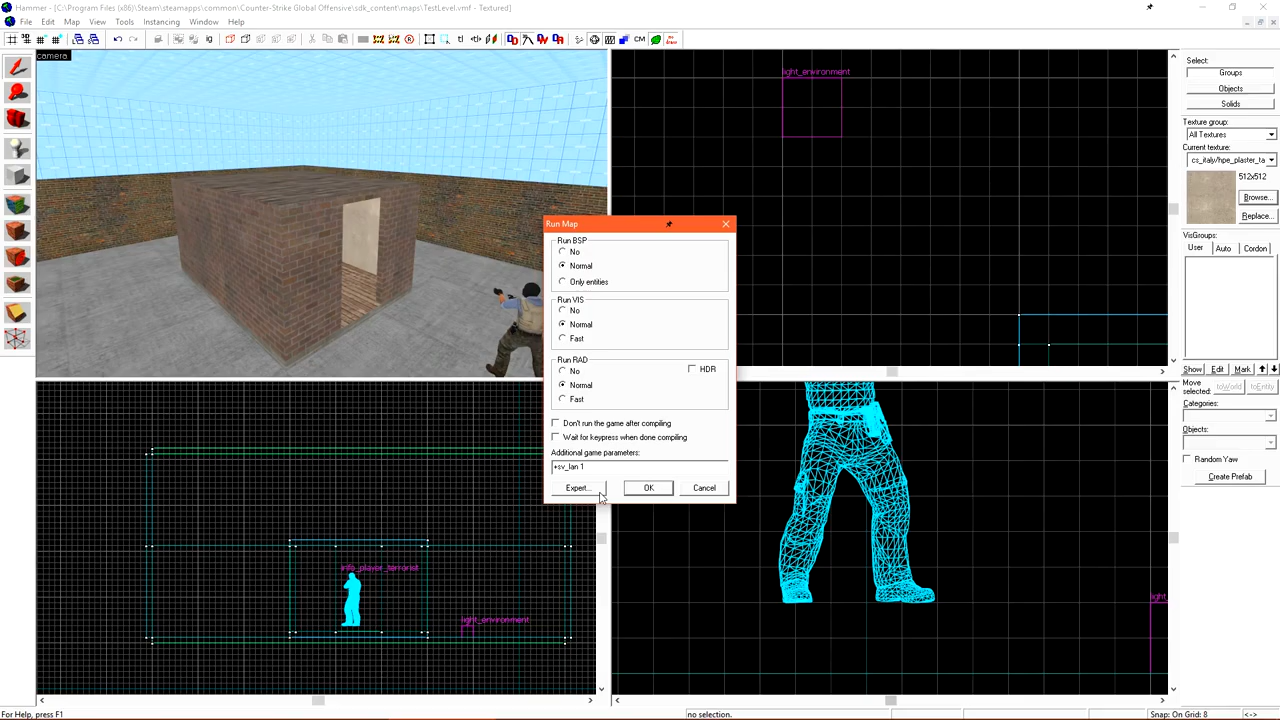 Hammer - [C:\Program Files (x86)\Steam\steamapps\common\Counter-Strike Global Offensive\sdk_content\maps\TestLevel.vmf - Textured]
File Edit Map View Tools Instancing Window Help
camera
light_environment
Run Map
Run BSP
No
Normal
Only entities
Run VIS
No
Normal
Fast
Run RAD
No
HDR
Normal
Fast
Don't run the game after compiling
Wait for keypress when done compiling
Additional game parameters:
+sv_lan 1
Expert...
OK
Cancel
info_player_terrorist
light_environment
light_
Select:
Groups
Objects
Solids
Texture group:
All Textures
Current texture:
cs_italy/hpe_plaster_ta
512x512
Browse...
Replace...
VisGroups:
User Auto Cordon
Show Edit Mark
Move selected:
toWorld toEntity
Categories:
Objects:
Random Yaw
Create Prefab
For Help, press F1
no selection.
Snap: On Grid: 8
<->